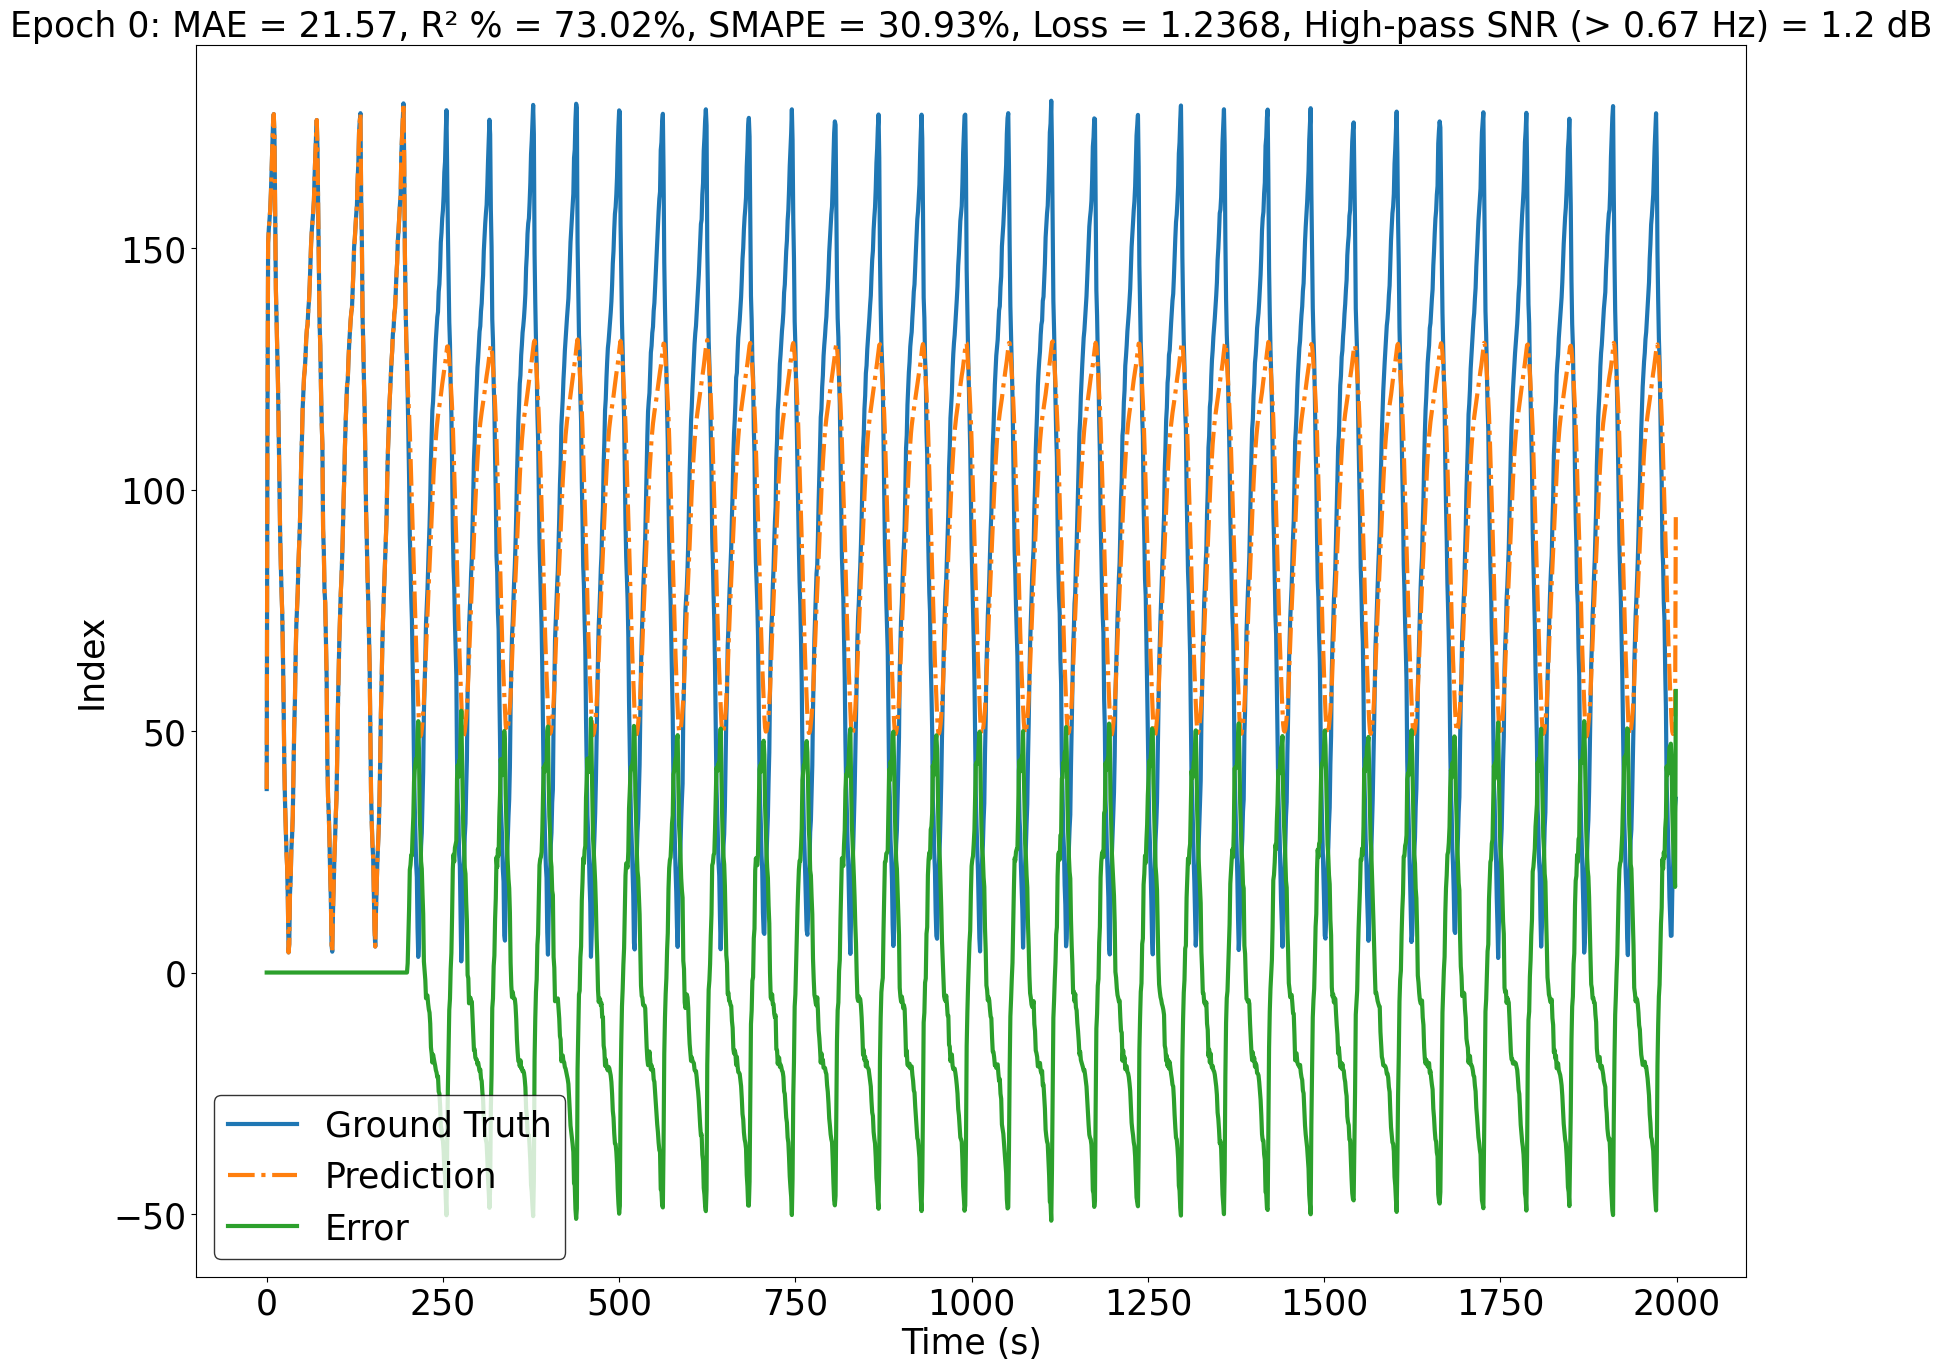 Epoch 0: MAE = 21.57, R² % = 73.02%, SMAPE = 30.93%, Loss = 1.2368, High-pass SNR (> 0.67 Hz) = 1.2 dB
150
100
50
0
−50
Index
Ground Truth
Prediction
Error
0 250 500 750 1000 1250 1500 1750 2000
Time (s)